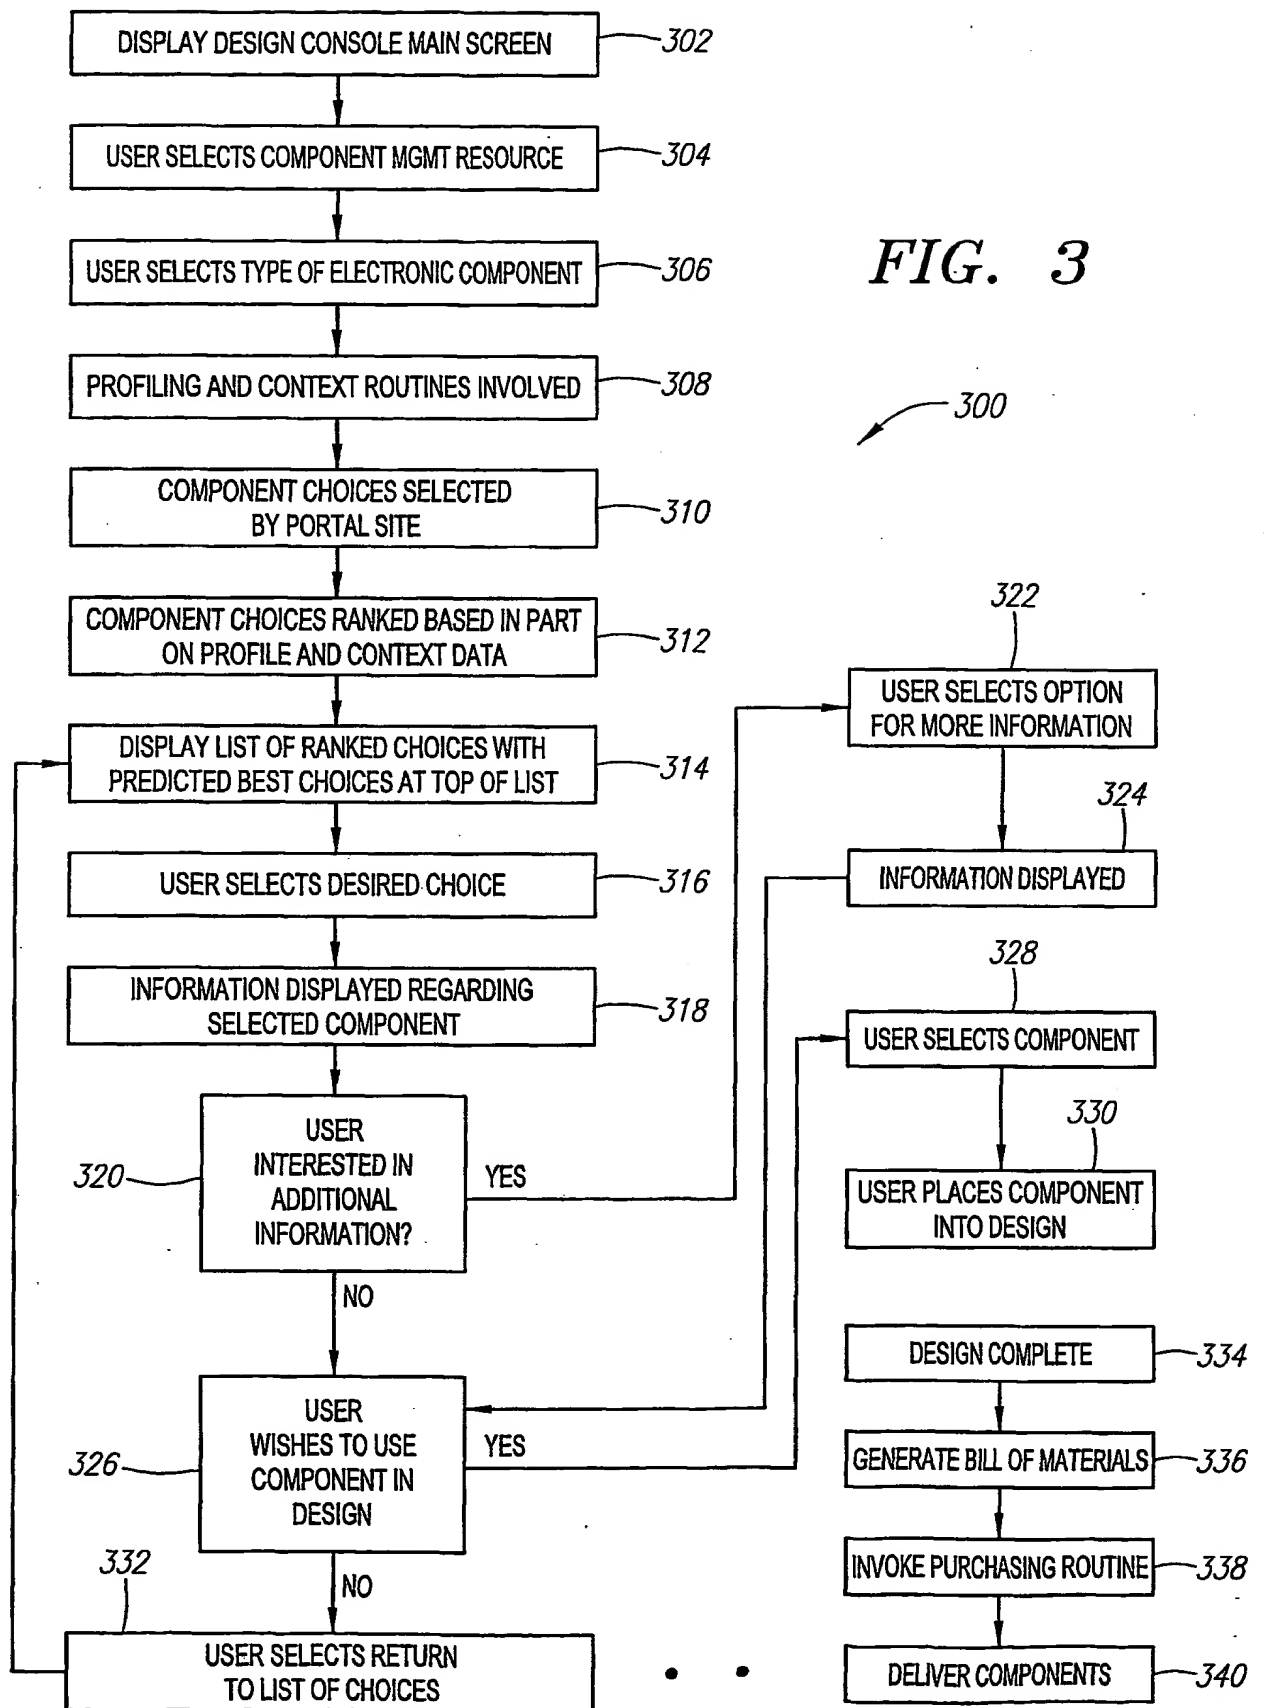 DISPLAY DESIGN CONSOLE MAIN SCREEN
302
USER SELECTS COMPONENT MGMT RESOURCE
304
USER SELECTS TYPE OF ELECTRONIC COMPONENT
306
FIG. 3
PROFILING AND CONTEXT ROUTINES INVOLVED
308
300
COMPONENT CHOICES SELECTED
BY PORTAL SITE
310
COMPONENT CHOICES RANKED BASED IN PART
ON PROFILE AND CONTEXT DATA
312
DISPLAY LIST OF RANKED CHOICES WITH
PREDICTED BEST CHOICES AT TOP OF LIST
314
USER SELECTS DESIRED CHOICE
316
INFORMATION DISPLAYED REGARDING
SELECTED COMPONENT
318
USER
INTERESTED IN
ADDITIONAL
INFORMATION?
320
YES
NO
322
USER SELECTS OPTION
FOR MORE INFORMATION
324
INFORMATION DISPLAYED
USER
WISHES TO USE
COMPONENT IN
DESIGN
326
YES
NO
328
USER SELECTS COMPONENT
330
USER PLACES COMPONENT
INTO DESIGN
332
USER SELECTS RETURN
TO LIST OF CHOICES
DESIGN COMPLETE
334
GENERATE BILL OF MATERIALS
336
INVOKE PURCHASING ROUTINE
338
DELIVER COMPONENTS
340